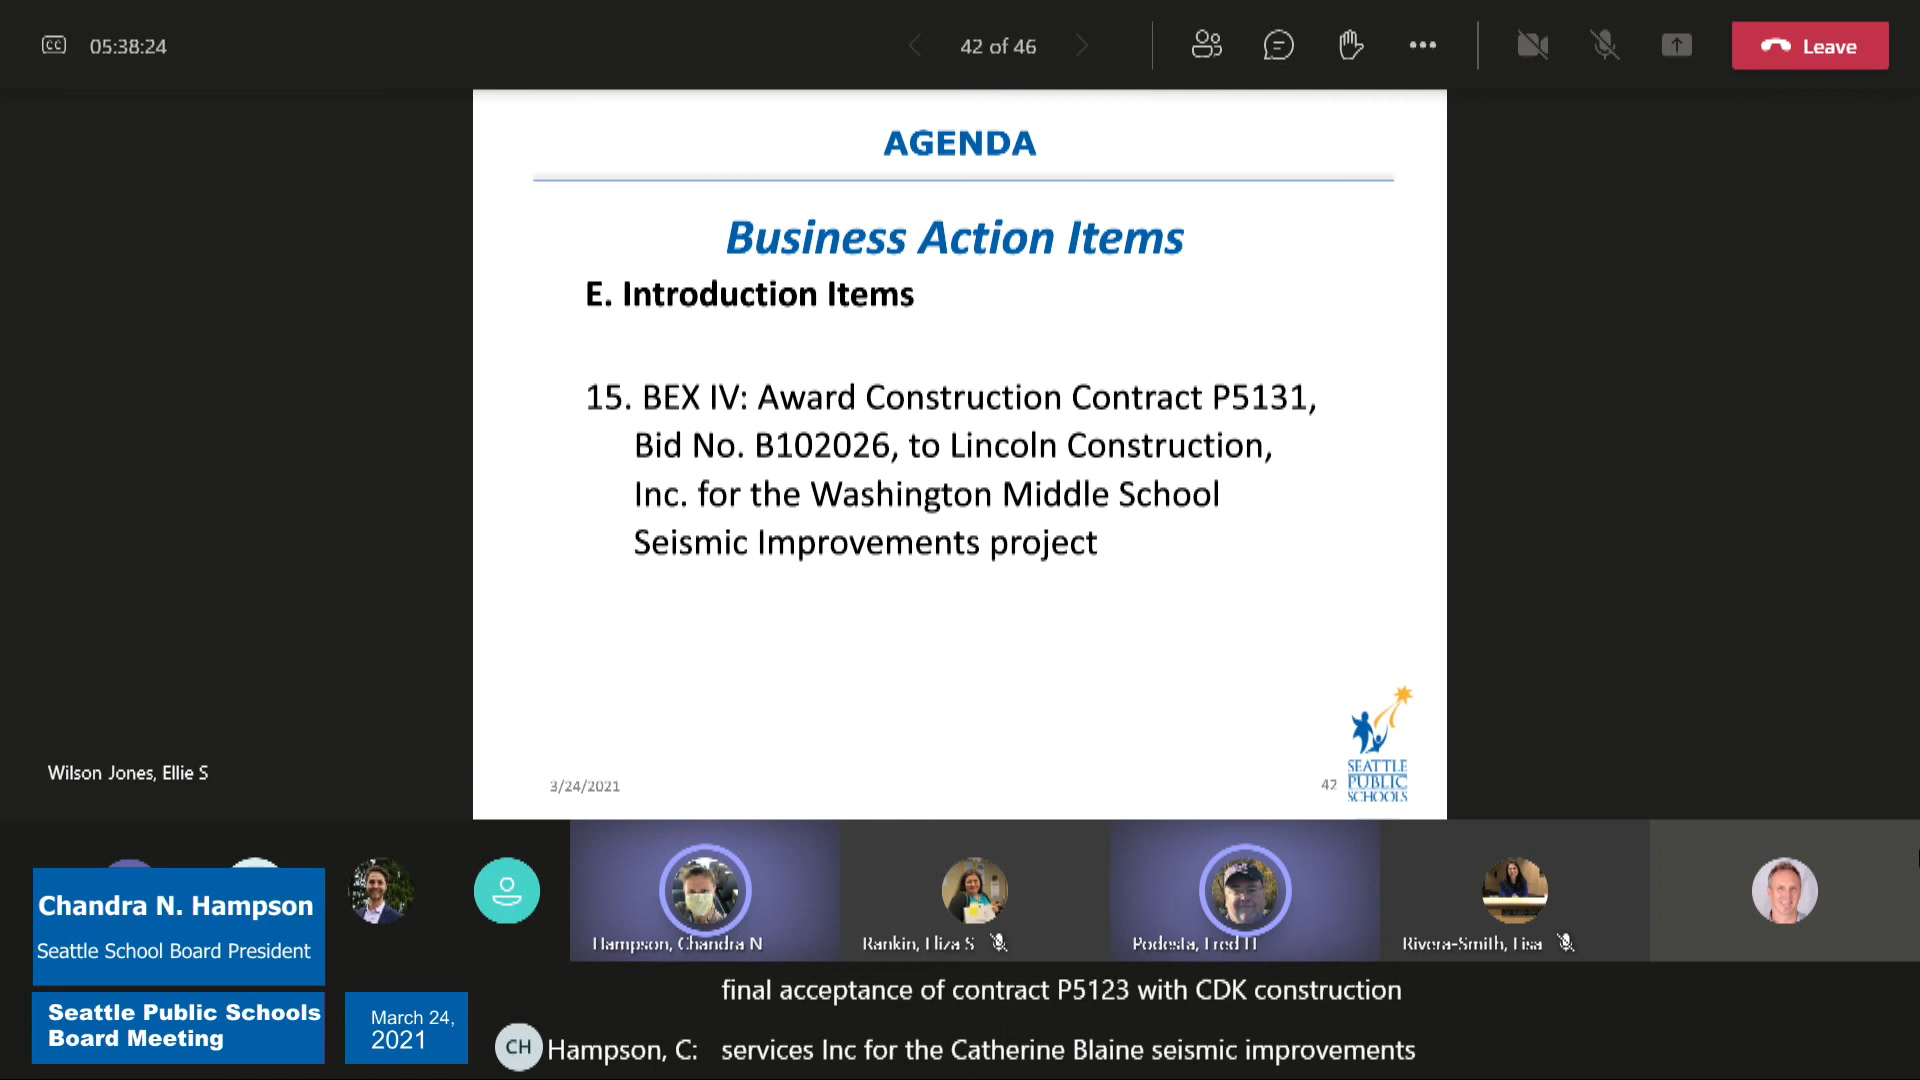 CC 05:38:24
42 of 46
Leave
AGENDA
Business Action Items
E. Introduction Items
15. BEX IV: Award Construction Contract P5131,
Bid No. B102026, to Lincoln Construction,
Inc. for the Washington Middle School
Seismic Improvements project
3/24/2021
42
SEATTLE
PUBLIC
SCHOOLS
Wilson Jones, Ellie S
Hampson, Chandra N
Rankin, Eliza S
Podesta, Fred H
Rivera-Smith, Lisa
Chandra N. Hampson
Seattle School Board President
Seattle Public Schools
Board Meeting
March 24,
2021
final acceptance of contract P5123 with CDK construction
CH Hampson, C: services Inc for the Catherine Blaine seismic improvements